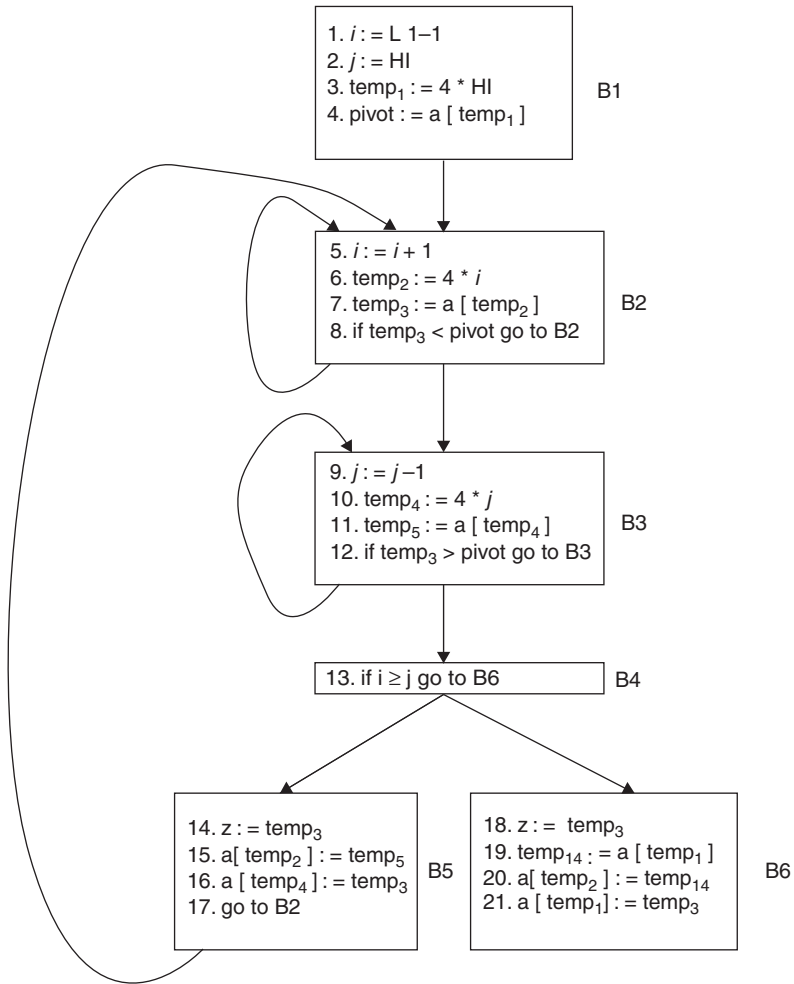 1. i : = L 1–1
2. j : = HI
3. temp₁ : = 4 * HI
4. pivot : = a [ temp₁ ]
B1
5. i : = i + 1
6. temp₂ : = 4 * i
7. temp₃ : = a [ temp₂ ]
8. if temp₃ < pivot go to B2
B2
9. j : = j –1
10. temp₄ : = 4 * j
11. temp₅ : = a [ temp₄ ]
12. if temp₃ > pivot go to B3
B3
13. if i ≥ j go to B6
B4
14. z : = temp₃
15. a[ temp₂ ] : = temp₅
16. a [ temp₄ ] : = temp₃
17. go to B2
B5
18. z : = temp₃
19. temp₁₄ : = a [ temp₁ ]
20. a[ temp₂ ] : = temp₁₄
21. a [ temp₁] : = temp₃
B6